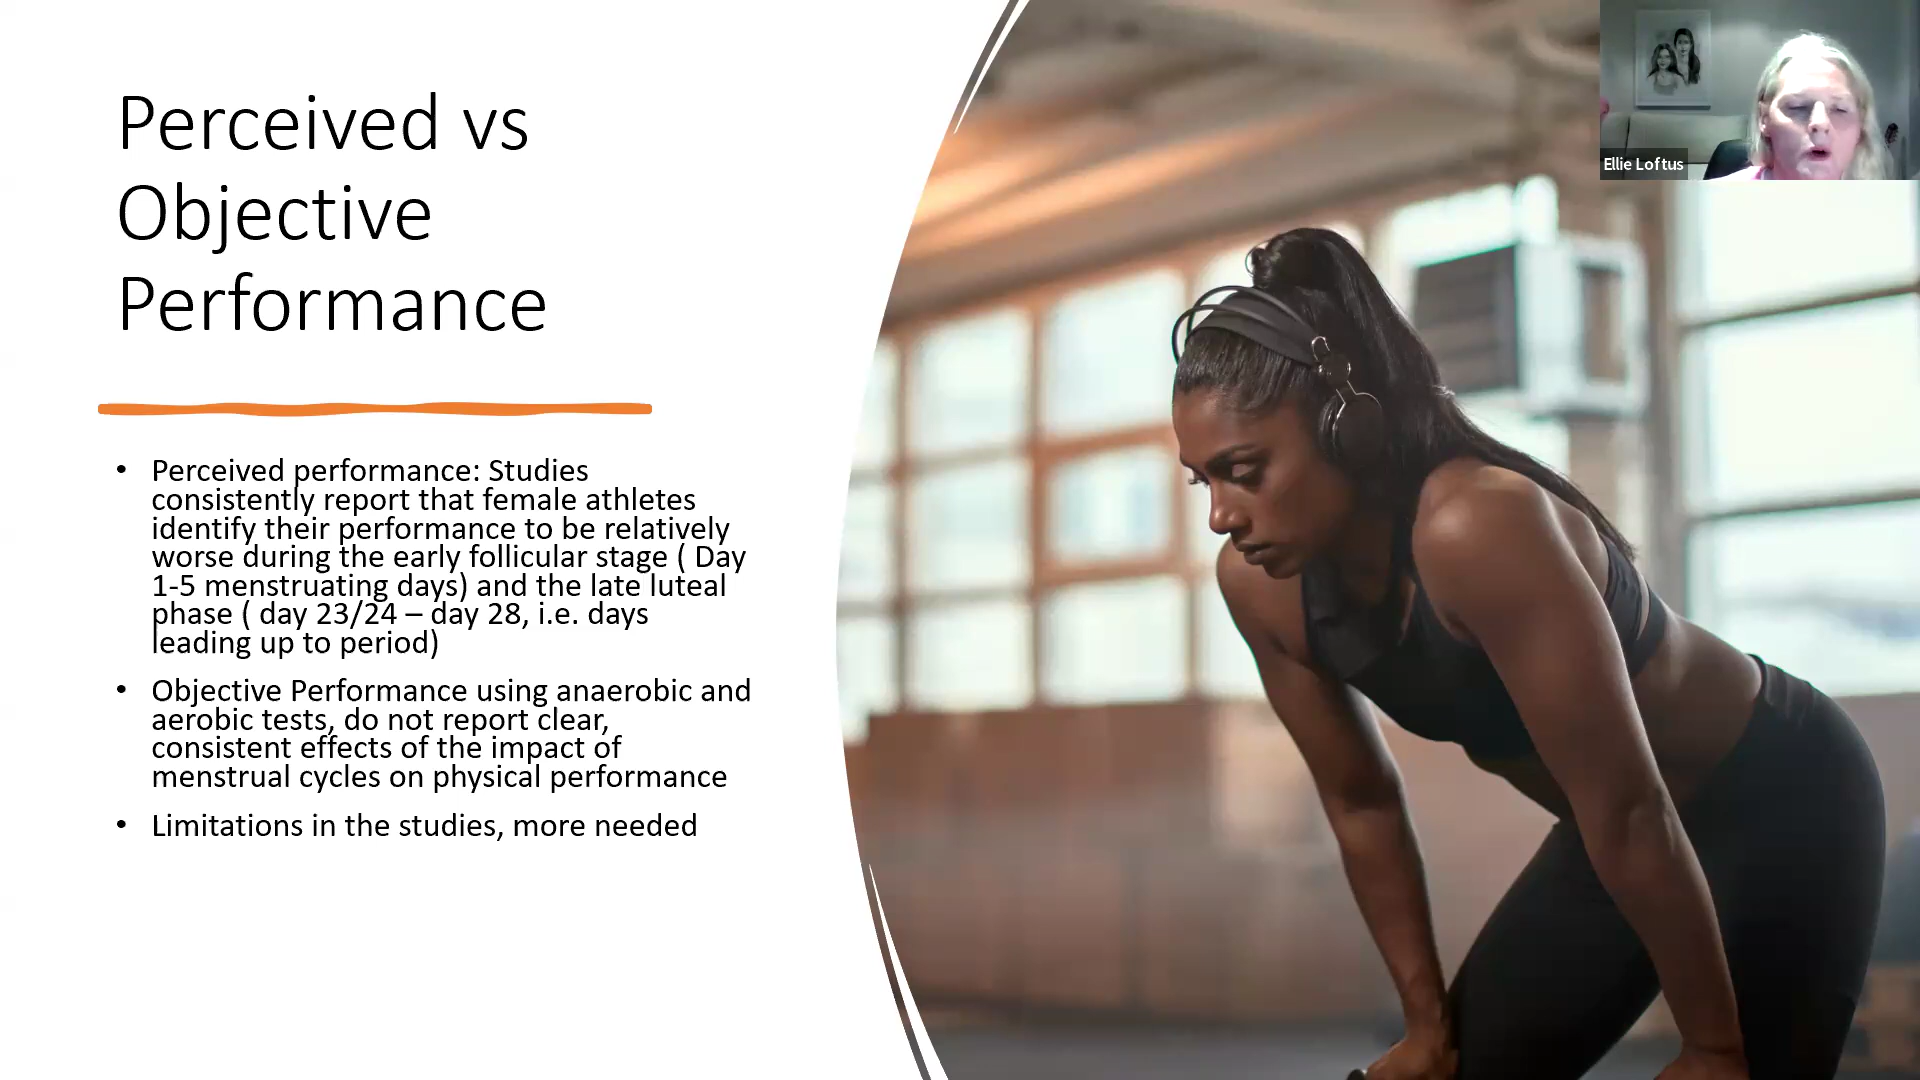 Perceived vs
Objective
Performance
• Perceived performance: Studies
consistently report that female athletes
identify their performance to be relatively
worse during the early follicular stage ( Day
1-5 menstruating days) and the late luteal
phase ( day 23/24 – day 28, i.e. days
leading up to period)
• Objective Performance using anaerobic and
aerobic tests, do not report clear,
consistent effects of the impact of
menstrual cycles on physical performance
• Limitations in the studies, more needed
Ellie Loftus